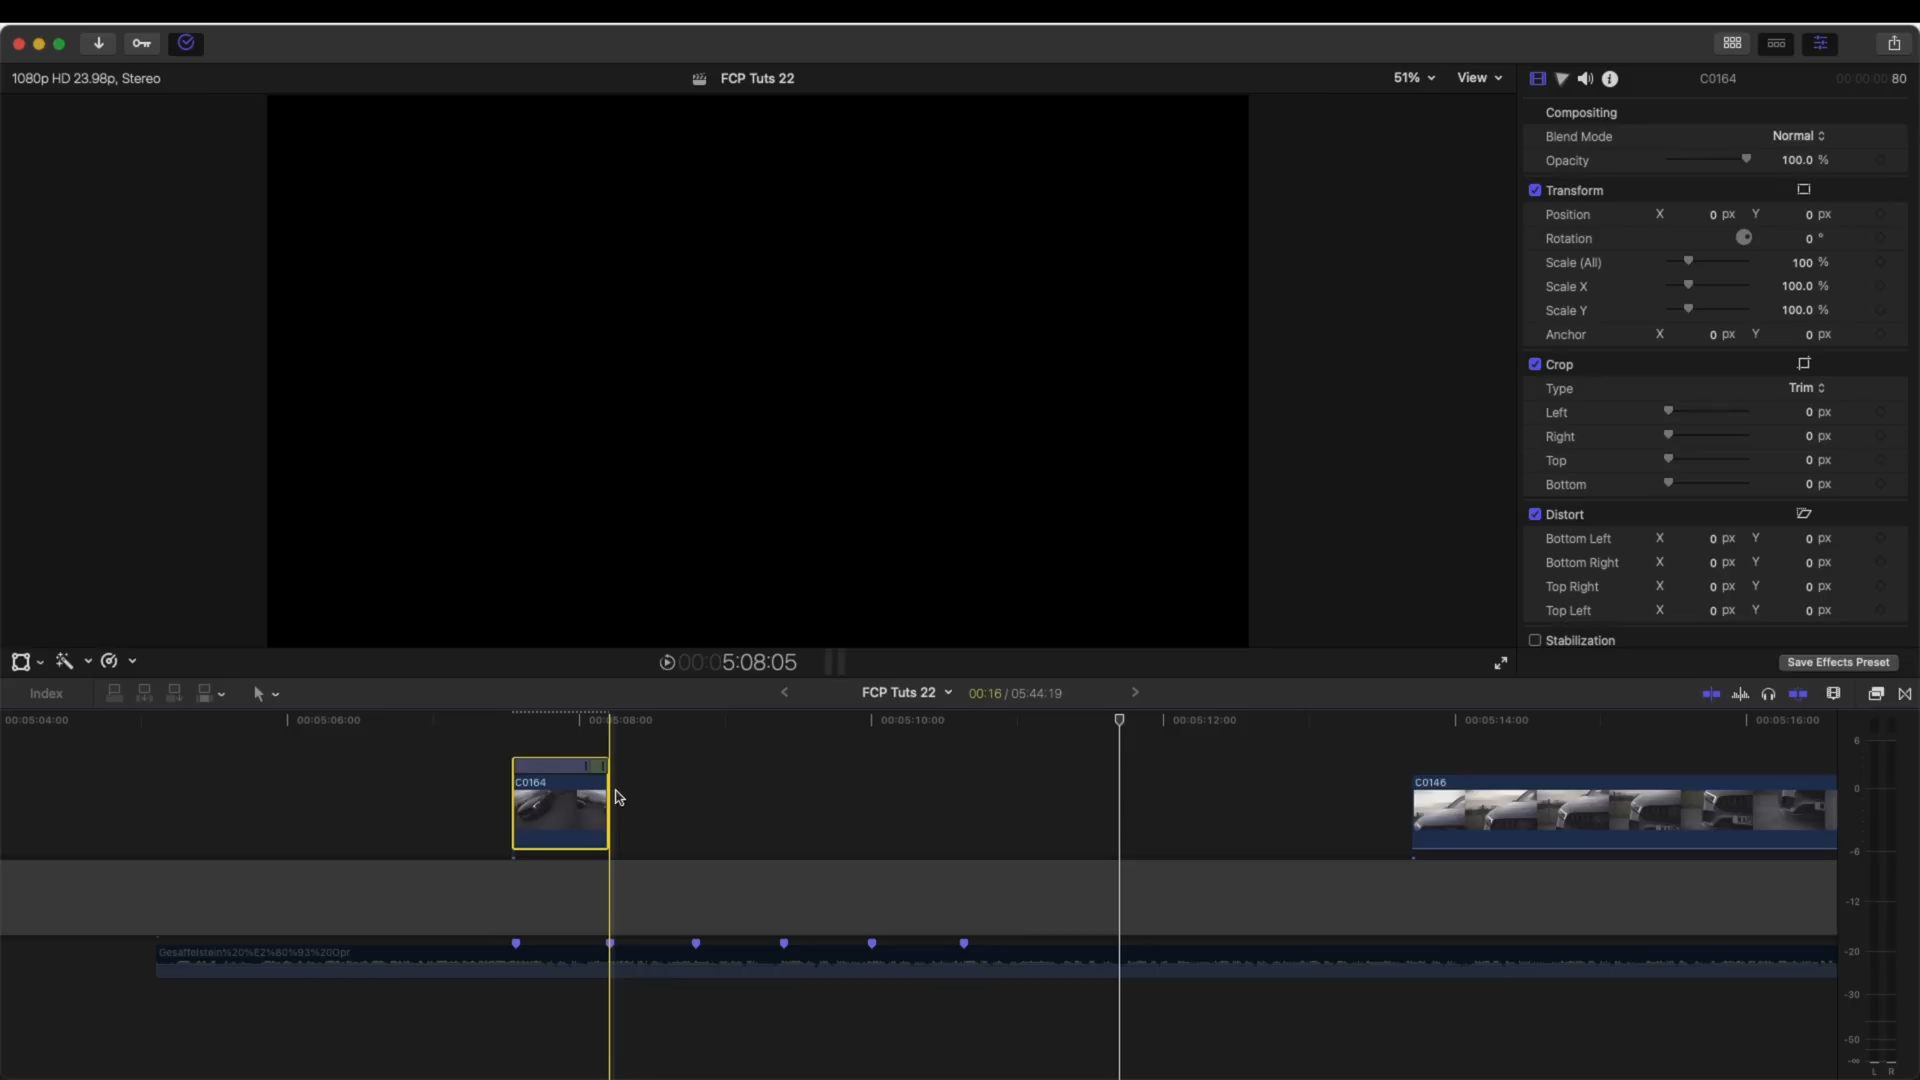 1080p HD 23.98p, Stereo
FCP Tuts 22
51%
View
C0164
00:00:00:80
Compositing
Blend Mode Normal
Opacity 100.0 %
Transform
Position X 0 px Y 0 px
Rotation 0 °
Scale (All) 100 %
Scale X 100.0 %
Scale Y 100.0 %
Anchor X 0 px Y 0 px
Crop
Type Trim
Left 0 px
Right 0 px
Top 0 px
Bottom 0 px
Distort
Bottom Left X 0 px Y 0 px
Bottom Right X 0 px Y 0 px
Top Right X 0 px Y 0 px
Top Left X 0 px Y 0 px
Stabilization
00:05:08:05
Save Effects Preset
Index
FCP Tuts 22
00:16 / 05:44:19
00:05:04:00
00:05:06:00
00:05:08:00
00:05:10:00
00:05:12:00
00:05:14:00
00:05:16:00
C0164
C0146
Gesaffelstein%20%E2%80%93%20Opr
6
0
-6
-12
-20
-30
-50
-∞
L R